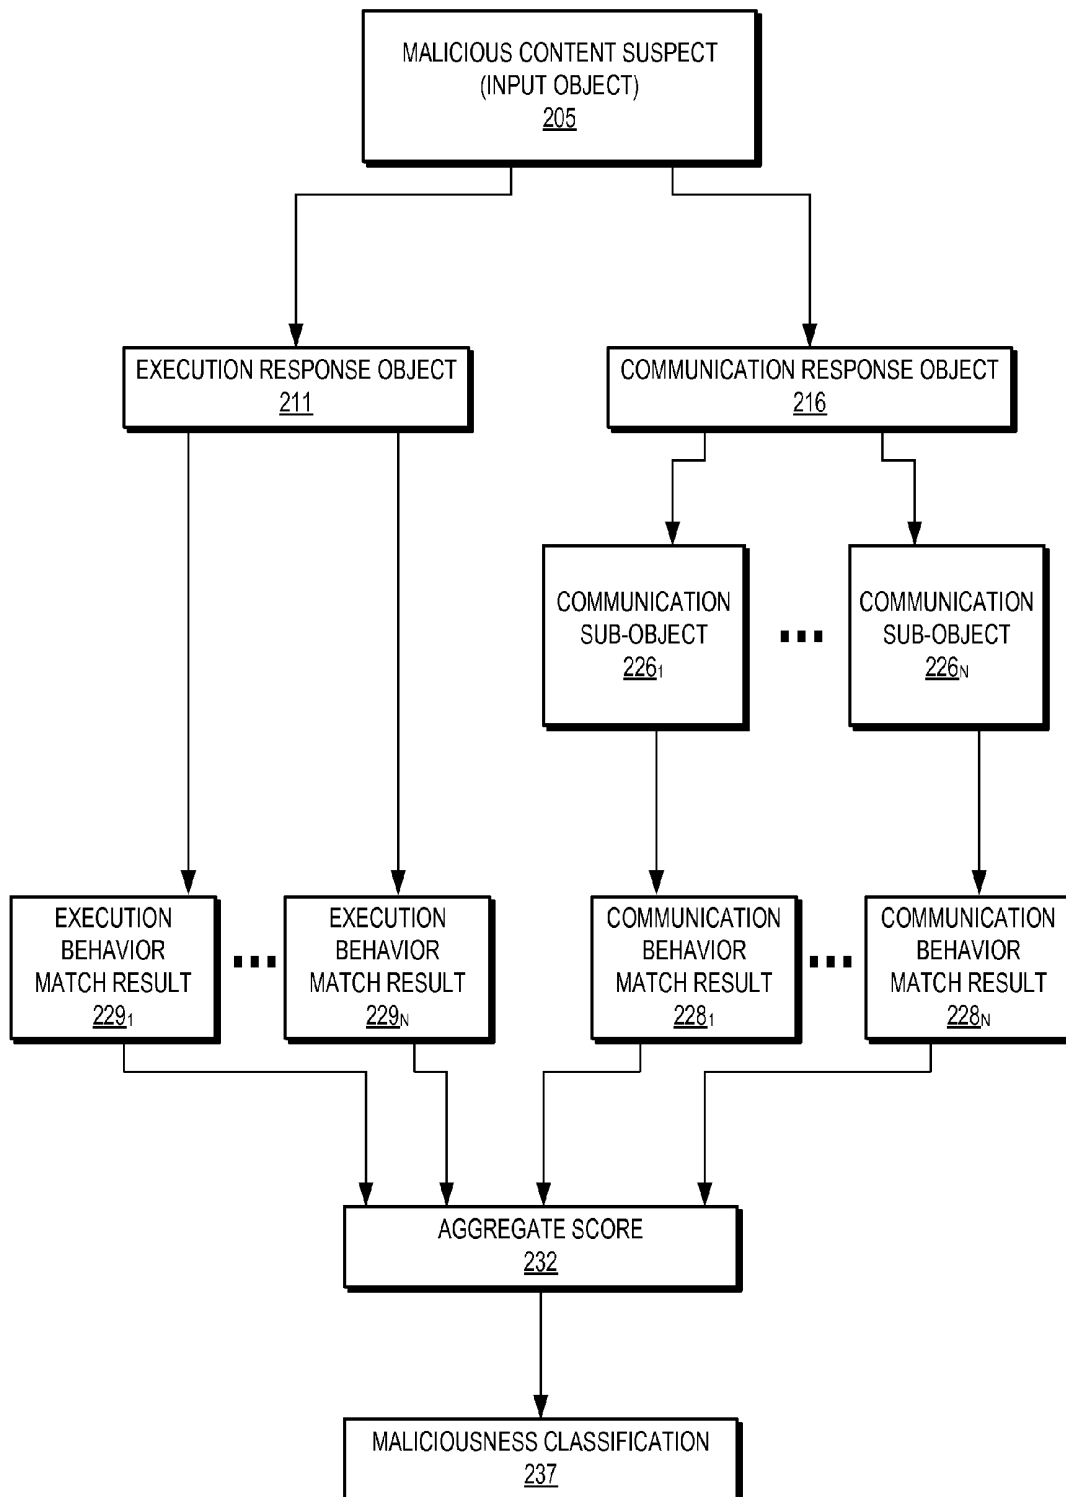 MALICIOUS CONTENT SUSPECT
(INPUT OBJECT)
205
EXECUTION RESPONSE OBJECT
211
COMMUNICATION RESPONSE OBJECT
216
COMMUNICATION
SUB-OBJECT
226₁
COMMUNICATION
SUB-OBJECT
226N
EXECUTION
BEHAVIOR
MATCH RESULT
229₁
EXECUTION
BEHAVIOR
MATCH RESULT
229N
COMMUNICATION
BEHAVIOR
MATCH RESULT
228₁
COMMUNICATION
BEHAVIOR
MATCH RESULT
228N
AGGREGATE SCORE
232
MALICIOUSNESS CLASSIFICATION
237